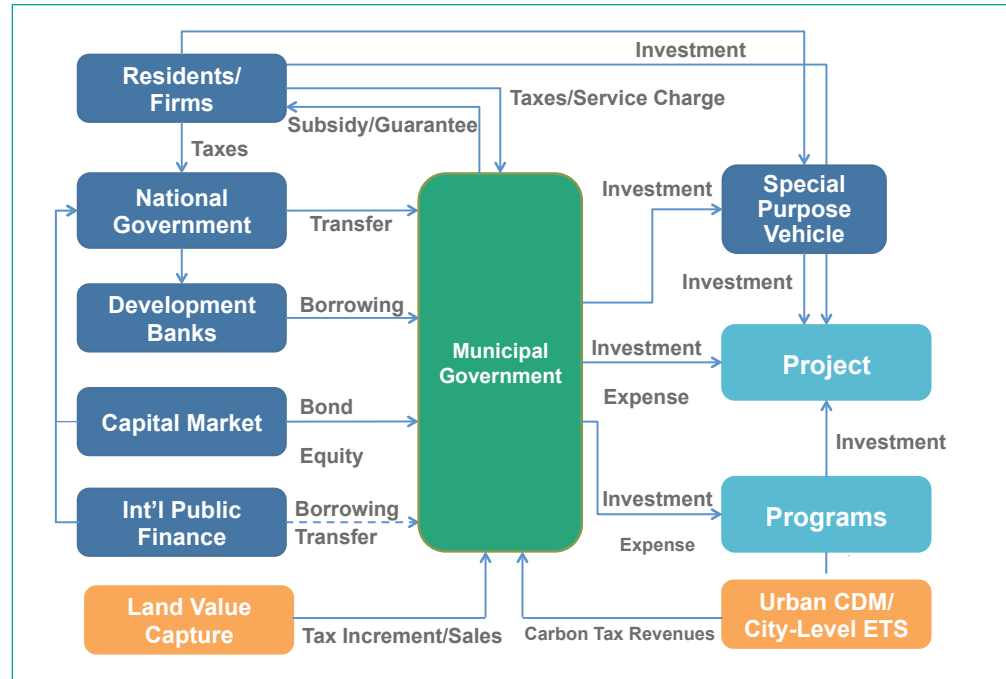 Residents/
Firms
Investment
Taxes/Service Charge
Subsidy/Guarantee
Taxes
National
Government
Transfer
Investment
Special
Purpose
Vehicle
Investment
Development
Banks
Borrowing
Municipal
Government
Investment
Expense
Project
Capital Market
Bond
Equity
Investment
Int’l Public
Finance
Borrowing
Transfer
Investment
Expense
Programs
Land Value
Capture
Tax Increment/Sales
Carbon Tax Revenues
Urban CDM/
City-Level ETS